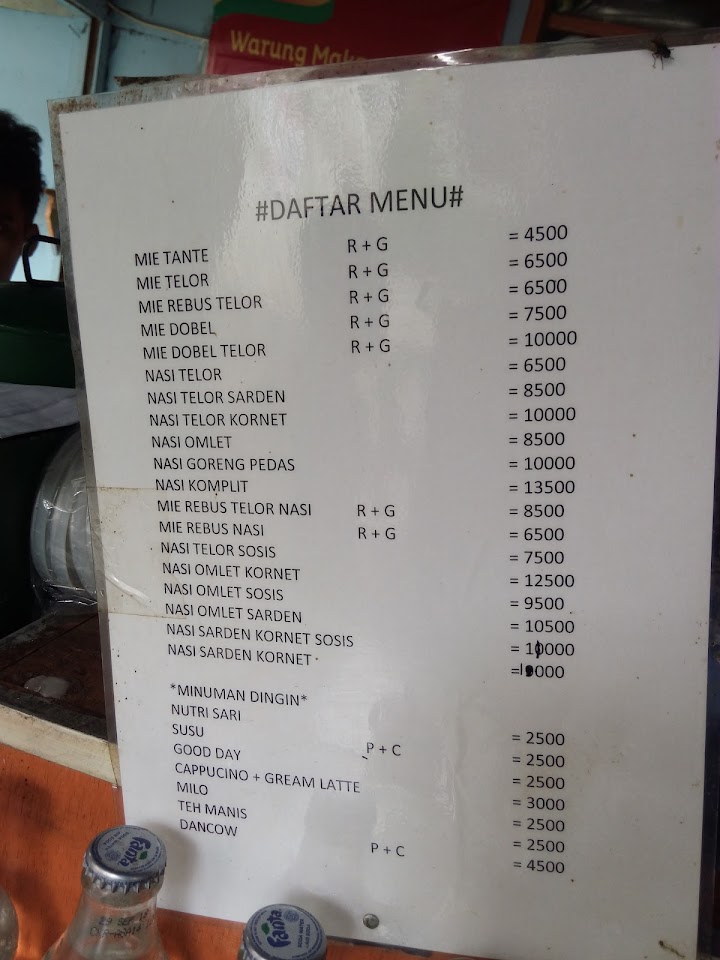 Warung Mak
#DAFTAR MENU#
MIE TANTE R + G = 4500
MIE TELOR R + G = 6500
MIE REBUS TELOR R + G = 6500
MIE DOBEL R + G = 7500
MIE DOBEL TELOR R + G = 10000
NASI TELOR = 6500
NASI TELOR SARDEN = 8500
NASI TELOR KORNET = 10000
NASI OMLET = 8500
NASI GORENG PEDAS = 10000
NASI KOMPLIT = 13500
MIE REBUS TELOR NASI R + G = 8500
MIE REBUS NASI R + G = 6500
NASI TELOR SOSIS = 7500
NASI OMLET KORNET = 12500
NASI OMLET SOSIS = 9500
NASI OMLET SARDEN = 10500
NASI SARDEN KORNET SOSIS
NASI SARDEN KORNET
*MINUMAN DINGIN*
NUTRI SARI = 2500
SUSU P + C = 2500
GOOD DAY = 2500
CAPPUCINO + GREAM LATTE = 3000
MILO = 2500
TEH MANIS = 2500
DANCOW P + C = 4500
Fanta
Fanta